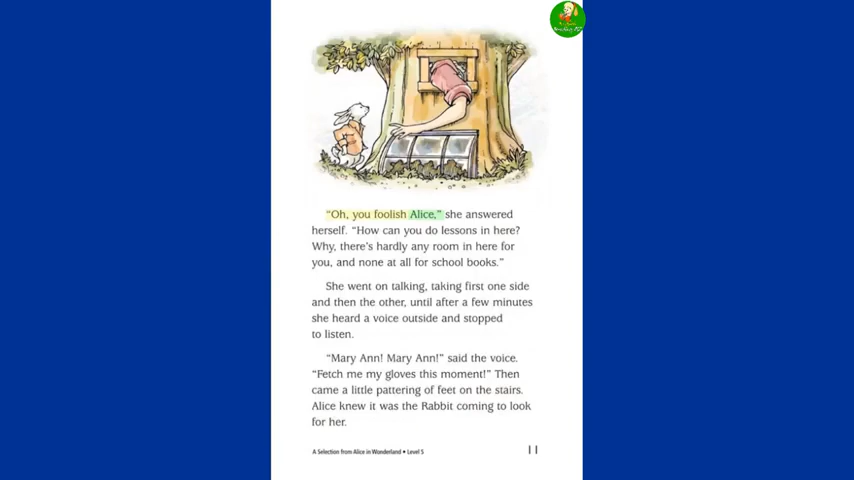 “Oh, you foolish Alice,” she answered
herself. “How can you do lessons in here?
Why, there’s hardly any room in here for
you, and none at all for school books.”
She went on talking, taking first one side
and then the other, until after a few minutes
she heard a voice outside and stopped
to listen.
“Mary Ann! Mary Ann!” said the voice.
“Fetch me my gloves this moment!” Then
came a little pattering of feet on the stairs.
Alice knew it was the Rabbit coming to look
for her.
A Selection from Alice in Wonderland • Level S
11